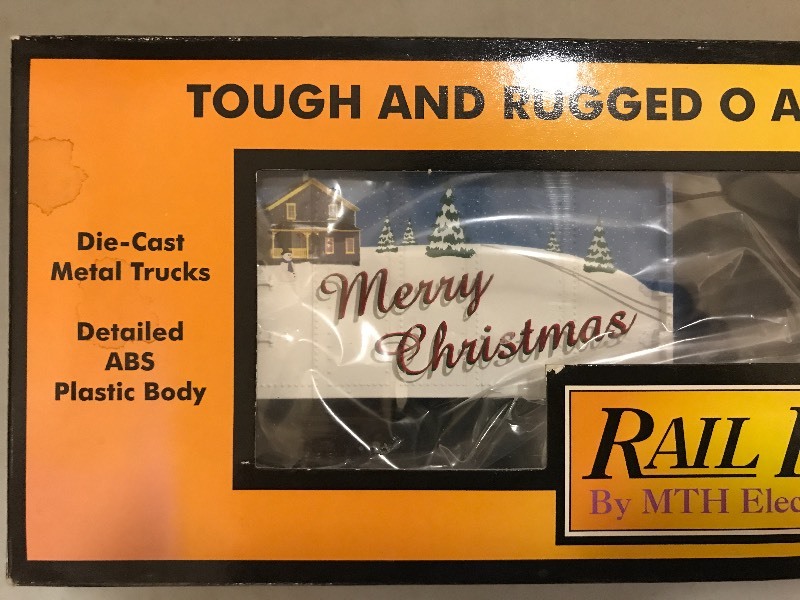 TOUGH AND RUGGED O
Die-Cast
Metal Trucks
Detailed
ABS
Plastic Body
Merry
Christmas
RAIL
By MTH Elec